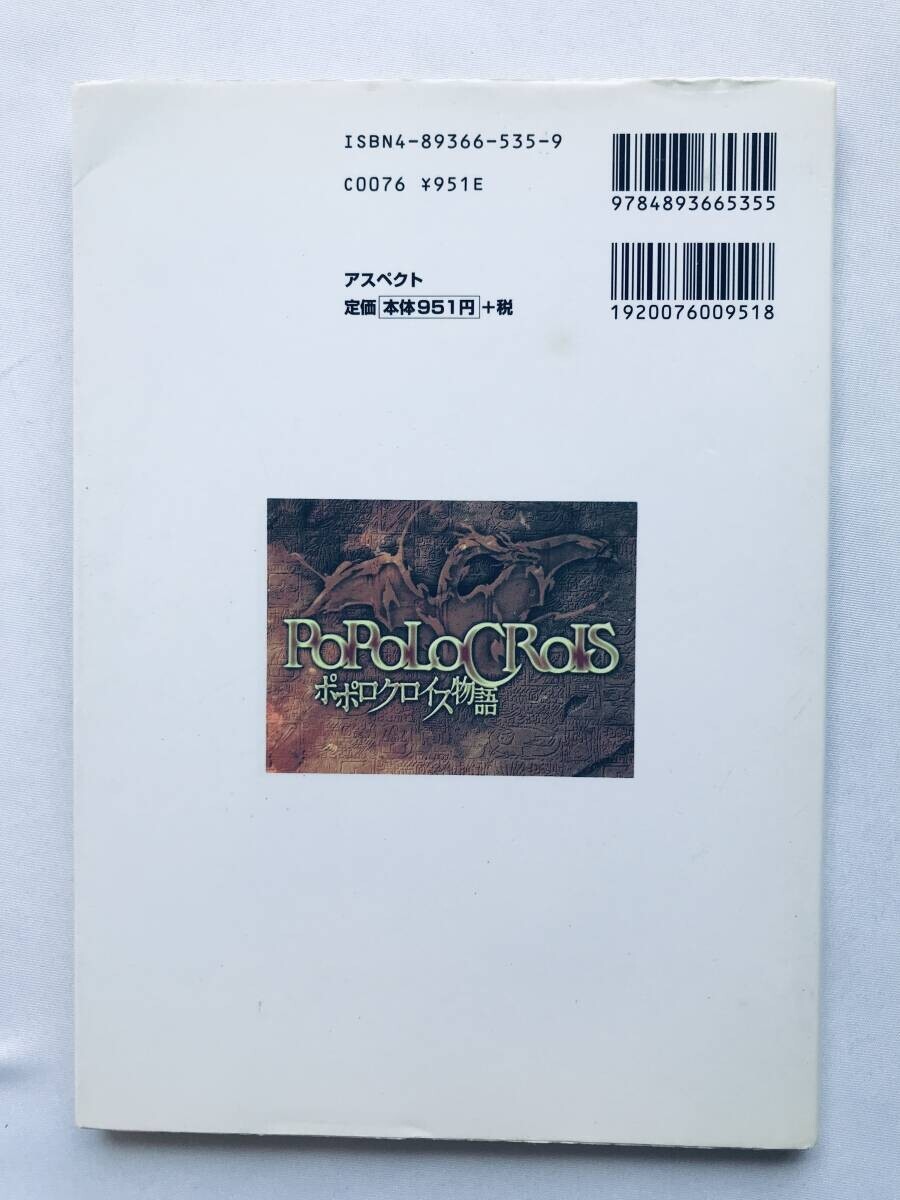 ISBN4-89366-535-9
C0076 ¥951E
9784893665355
アスペクト
定価 本体951円 +税
1920076009518
POPOLOCROIS
ポポロクロイス物語